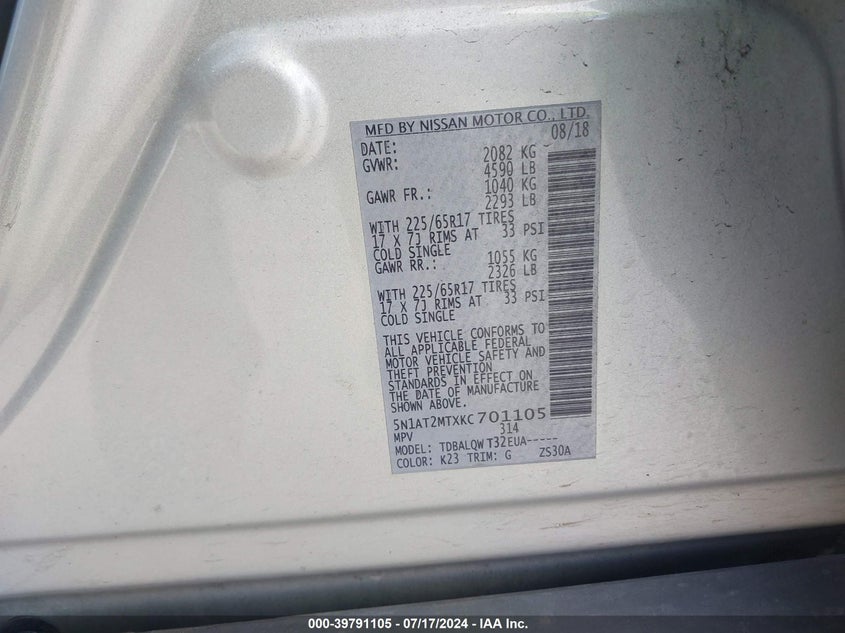 MFD BY NISSAN MOTOR CO., LTD.
DATE: 08/18
GVWR: 2082 KG
4590 LB
GAWR FR.: 1040 KG
2293 LB
WITH 225/65R17 TIRES
17 X 7J RIMS AT 33 PSI
COLD SINGLE
GAWR RR.: 1055 KG
2326 LB
WITH 225/65R17 TIRES
17 X 7J RIMS AT 33 PSI
COLD SINGLE
THIS VEHICLE CONFORMS TO
ALL APPLICABLE FEDERAL
MOTOR VEHICLE SAFETY AND
THEFT PREVENTION
STANDARDS IN EFFECT ON
THE DATE OF MANUFACTURE
SHOWN ABOVE.
5N1AT2MTXKC701105
MPV 314
MODEL: TDBALQW T32EUA-----
COLOR: K23 TRIM: G ZS30A
000-39791105 - 07/17/2024 - IAA Inc.